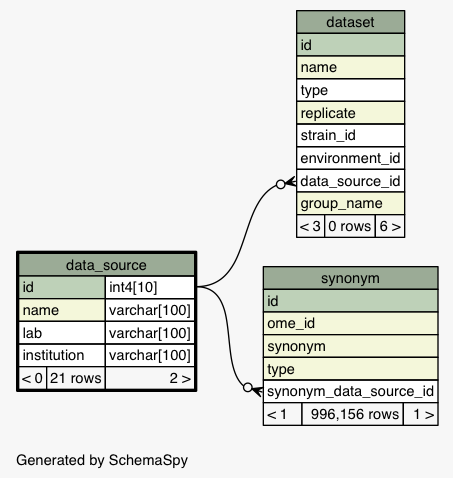 dataset
id
name
type
replicate
strain_id
environment_id
data_source_id
group_name
< 3 0 rows 6 >
data_source
id int4[10]
name varchar[100]
lab varchar[100]
institution varchar[100]
< 0 21 rows 2 >
synonym
id
ome_id
synonym
type
synonym_data_source_id
< 1 996,156 rows 1 >
Generated by SchemaSpy